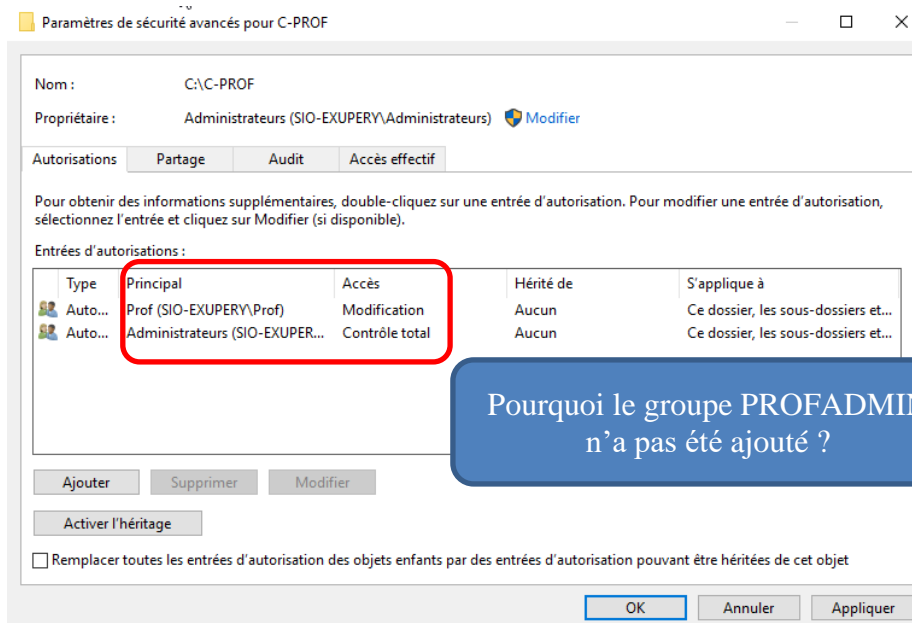 Paramètres de sécurité avancés pour C-PROF
Nom : C:\C-PROF
Propriétaire : Administrateurs (SIO-EXUPERY\Administrateurs) Modifier
Autorisations Partage Audit Accès effectif
Pour obtenir des informations supplémentaires, double-cliquez sur une entrée d'autorisation. Pour modifier une entrée d'autorisation,
sélectionnez l'entrée et cliquez sur Modifier (si disponible).
Entrées d'autorisations :
Type Principal Accès Hérité de S'applique à
Auto... Prof (SIO-EXUPERY\Prof) Modification Aucun Ce dossier, les sous-dossiers et...
Auto... Administrateurs (SIO-EXUPER... Contrôle total Aucun Ce dossier, les sous-dossiers et...
Pourquoi le groupe PROFADMIN
n'a pas été ajouté ?
Ajouter Supprimer Modifier
Activer l'héritage
Remplacer toutes les entrées d'autorisation des objets enfants par des entrées d'autorisation pouvant être héritées de cet objet
OK Annuler Appliquer